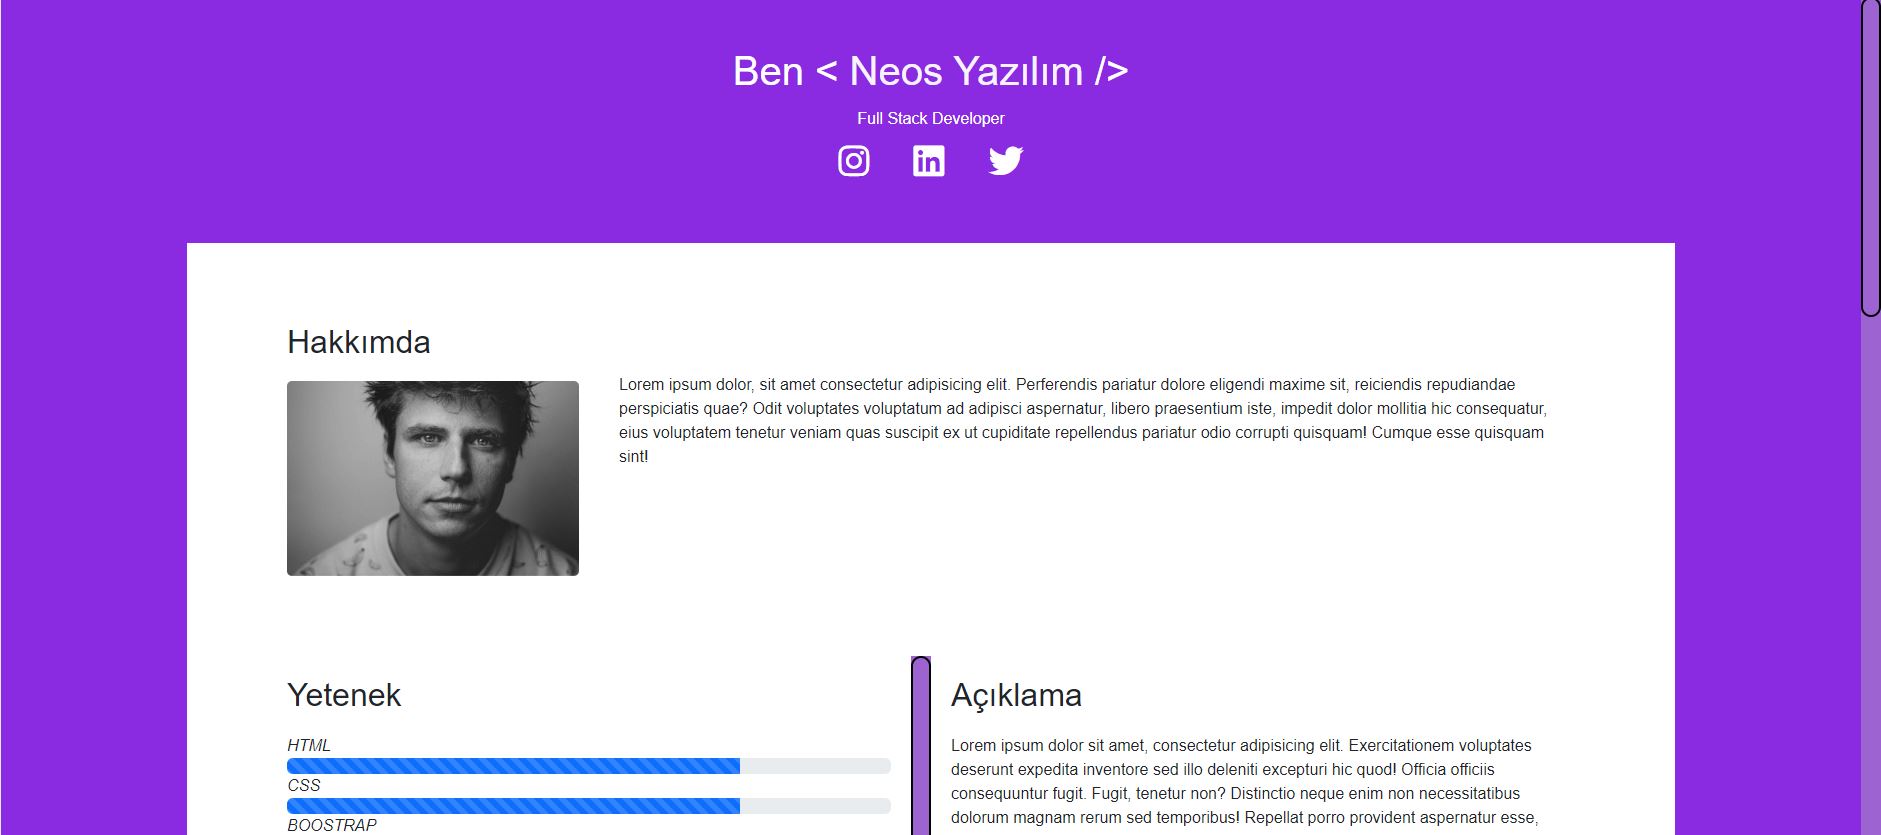 Ben < Neos Yazılım />
Full Stack Developer
Hakkımda
Lorem ipsum dolor, sit amet consectetur adipisicing elit. Perferendis pariatur dolore eligendi maxime sit, reiciendis repudiandae
perspiciatis quae? Odit voluptates voluptatum ad adipisci aspernatur, libero praesentium iste, impedit dolor mollitia hic consequatur,
eius voluptatem tenetur veniam quas suscipit ex ut cupiditate repellendus pariatur odio corrupti quisquam! Cumque esse quisquam
sint!
Yetenek
HTML
CSS
BOOSTRAP
Açıklama
Lorem ipsum dolor sit amet, consectetur adipisicing elit. Exercitationem voluptates
deserunt expedita inventore sed illo deleniti excepturi hic quod! Officia officiis
consequuntur fugit. Fugit, tenetur non? Distinctio neque enim non necessitatibus
dolorum magnam rerum sed temporibus! Repellat porro provident aspernatur esse,